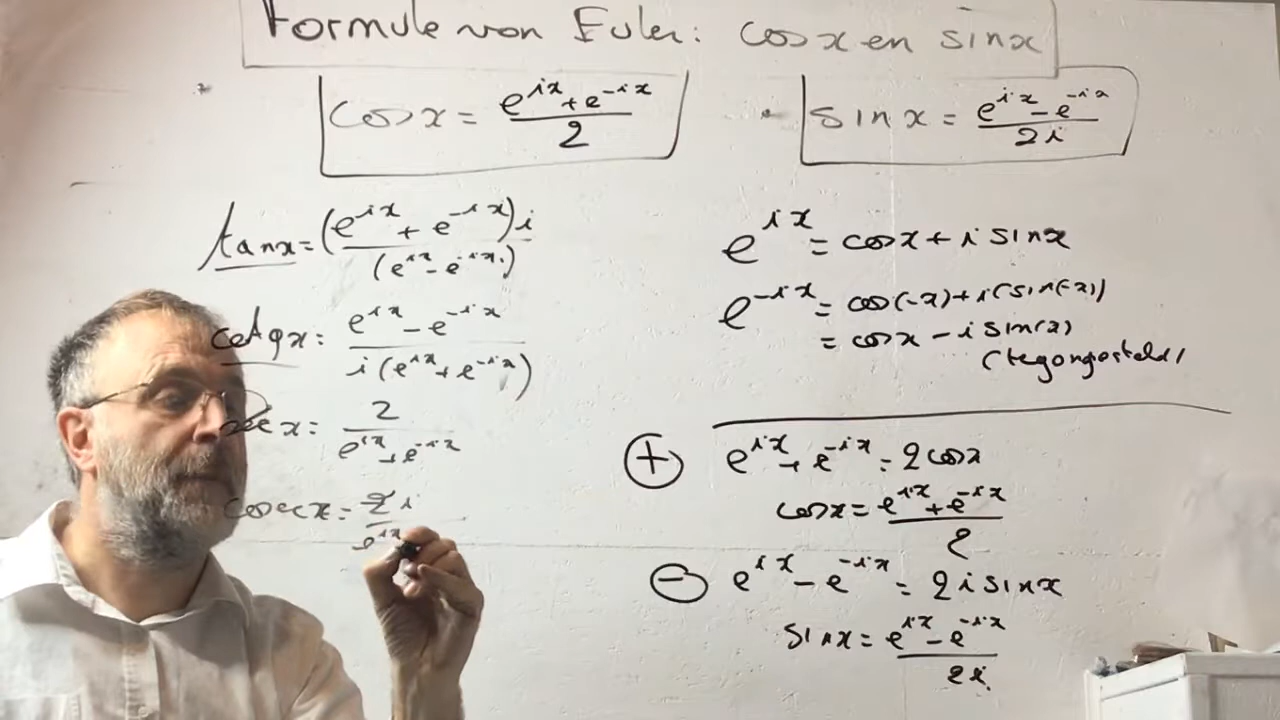 Formule von Euler: cos x en sin x
cos x = (e^{ix} + e^{-ix})/2
sin x = (e^{ix} - e^{-ix})/2i
tan x = (e^{ix} + e^{-ix})i/(e^{ix} - e^{-ix})
cotg x = (e^{ix} - e^{-ix})/i(e^{ix} + e^{-ix})
sec x = 2/(e^{ix} + e^{-ix})
cosec x = 2i/e^{ix}
e^{ix} = cos x + i sin x
e^{-ix} = cos(-x) + i(sin(-x))
= cos x - i sin(x)
(tegengesteld)
⊕ e^{ix} + e^{-ix} = 2 cos x
cos x = (e^{ix} + e^{-ix})/2
⊖ e^{ix} - e^{-ix} = 2i sin x
sin x = (e^{ix} - e^{-ix})/2i